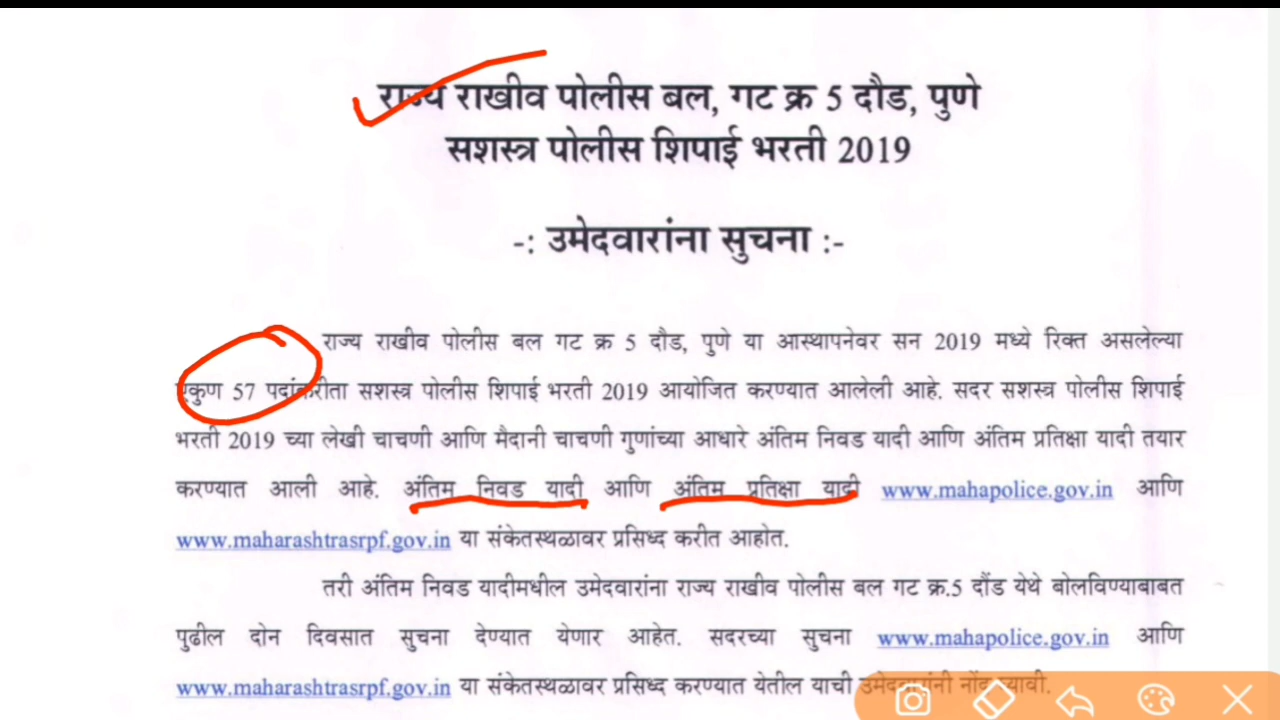 राज्य राखीव पोलीस बल, गट क्र 5 दौड, पुणे
सशस्त्र पोलीस शिपाई भरती 2019
-: उमेदवारांना सुचना :-
राज्य राखीव पोलीस बल गट क्र 5 दौड, पुणे या आस्थापनेवर सन 2019 मध्ये रिक्त असलेल्या
एकुण 57 पदांकरीता सशस्त्र पोलीस शिपाई भरती 2019 आयोजित करण्यात आलेली आहे. सदर सशस्त्र पोलीस शिपाई
भरती 2019 च्या लेखी चाचणी आणि मैदानी चाचणी गुणांच्या आधारे अंतिम निवड यादी आणि अंतिम प्रतिक्षा यादी तयार
करण्यात आली आहे. अंतिम निवड यादी आणि अंतिम प्रतिक्षा यादी www.mahapolice.gov.in आणि
www.maharashtrasrpf.gov.in या संकेतस्थळावर प्रसिध्द करीत आहोत.
तरी अंतिम निवड यादीमधील उमेदवारांना राज्य राखीव पोलीस बल गट क्र.5 दौंड येथे बोलविण्याबाबत
पुढील दोन दिवसात सुचना देण्यात येणार आहेत. सदरच्या सुचना www.mahapolice.gov.in आणि
www.maharashtrasrpf.gov.in या संकेतस्थळावर प्रसिध्द करण्यात येतील याची